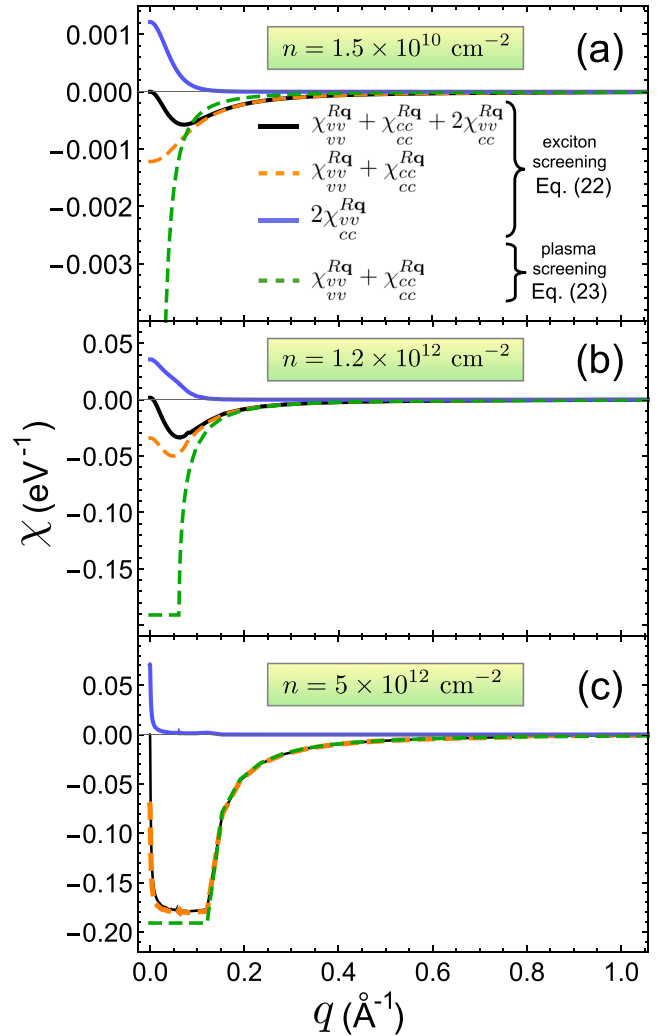 n = 1.5 × 10^10 cm^−2
(a)
0.001
0.000
−0.001
−0.002
−0.003
χ^{Rq}_{vv vv} + χ^{Rq}_{cc cc} + 2χ^{Rq}_{vv cc}
χ^{Rq}_{vv vv} + χ^{Rq}_{cc cc}
2χ^{Rq}_{vv cc}
exciton
screening
Eq. (22)
χ^{Rq}_{vv vv} + χ^{Rq}_{cc cc}
plasma
screening
Eq. (23)
n = 1.2 × 10^12 cm^−2
(b)
0.05
0.00
−0.05
−0.10
−0.15
χ (eV^-1)
n = 5 × 10^12 cm^−2
(c)
0.05
0.00
−0.05
−0.10
−0.15
−0.20
0.0 0.2 0.4 0.6 0.8 1.0
q (Å^-1)